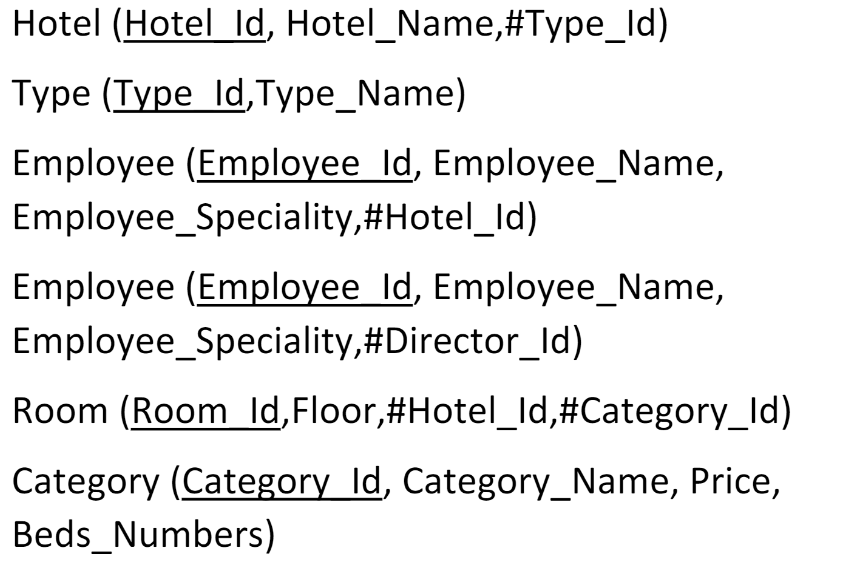 Hotel (Hotel_Id, Hotel_Name,#Type_Id)
Type (Type_Id,Type_Name)
Employee (Employee_Id, Employee_Name,
Employee_Speciality,#Hotel_Id)
Employee (Employee_Id, Employee_Name,
Employee_Speciality,#Director_Id)
Room (Room_Id,Floor,#Hotel_Id,#Category_Id)
Category (Category_Id, Category_Name, Price,
Beds_Numbers)